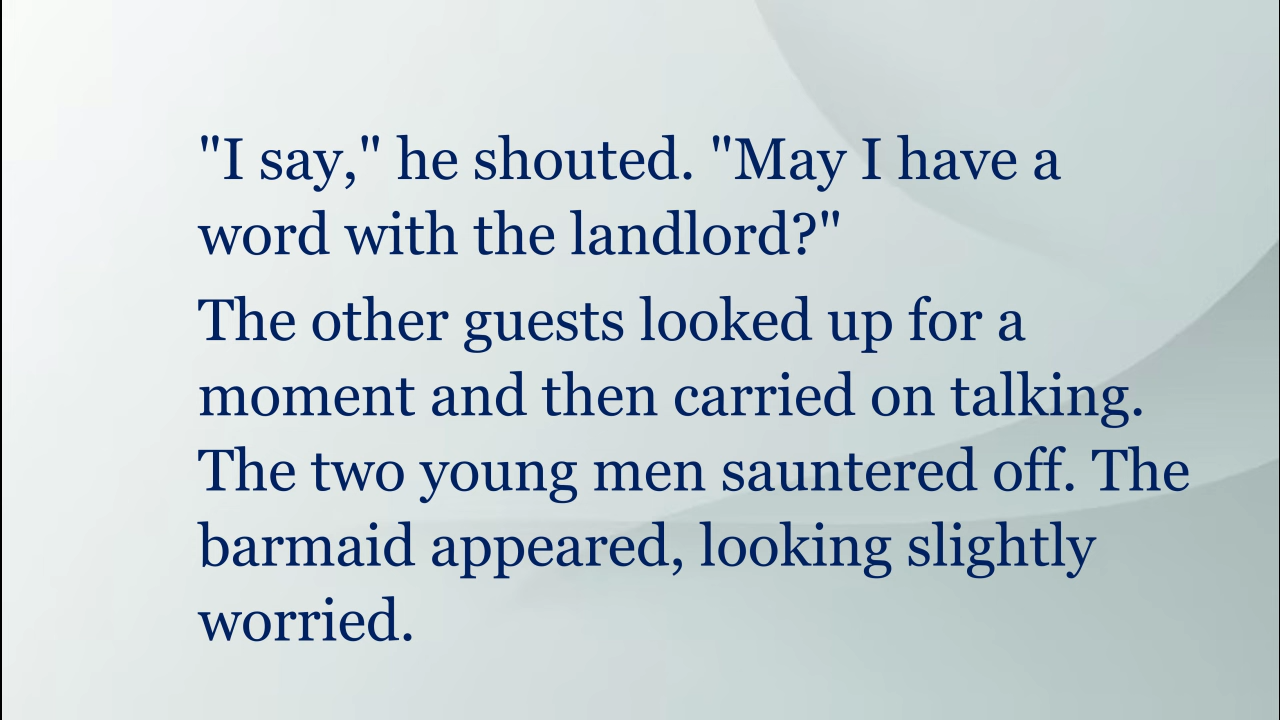 "I say," he shouted. "May I have a
word with the landlord?"
The other guests looked up for a
moment and then carried on talking.
The two young men sauntered off. The
barmaid appeared, looking slightly
worried.